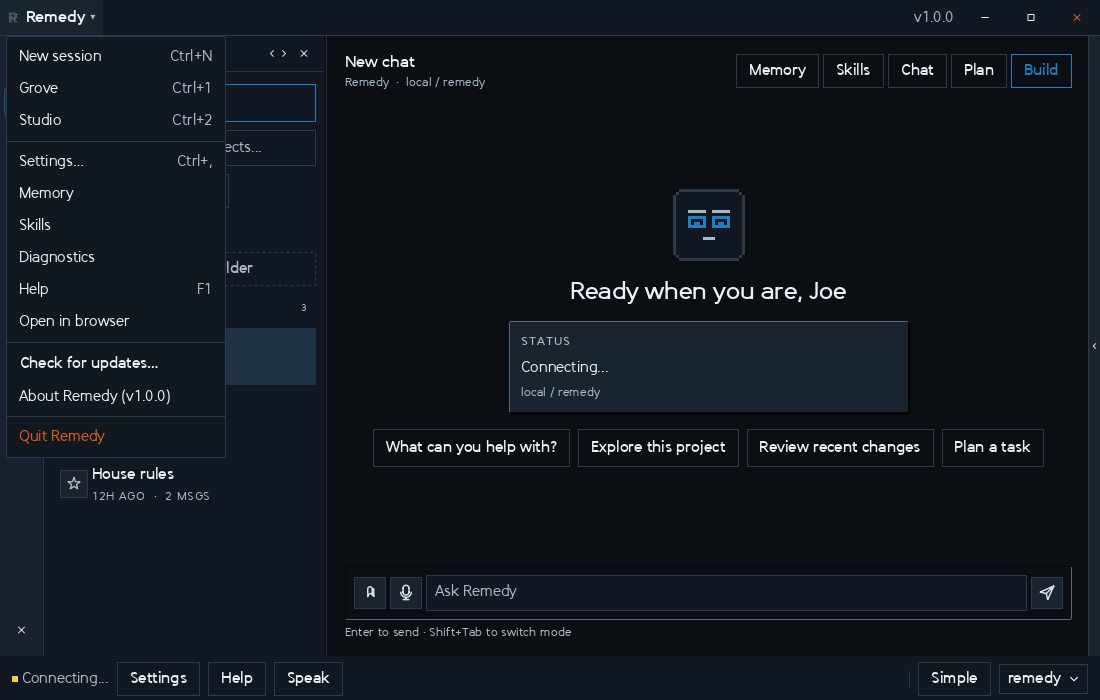 Remedy
v1.0.0
New session Ctrl+N
Grove Ctrl+1
Studio Ctrl+2
Settings... Ctrl+,
Memory
Skills
Diagnostics
Help F1
Open in browser
Check for updates...
About Remedy (v1.0.0)
Quit Remedy
ects...
lder
3
House rules
12H AGO · 2 MSGS
New chat
Remedy · local / remedy
Memory
Skills
Chat
Plan
Build
Ready when you are, Joe
STATUS
Connecting...
local / remedy
What can you help with?
Explore this project
Review recent changes
Plan a task
Ask Remedy
Enter to send · Shift+Tab to switch mode
Connecting...
Settings
Help
Speak
Simple
remedy